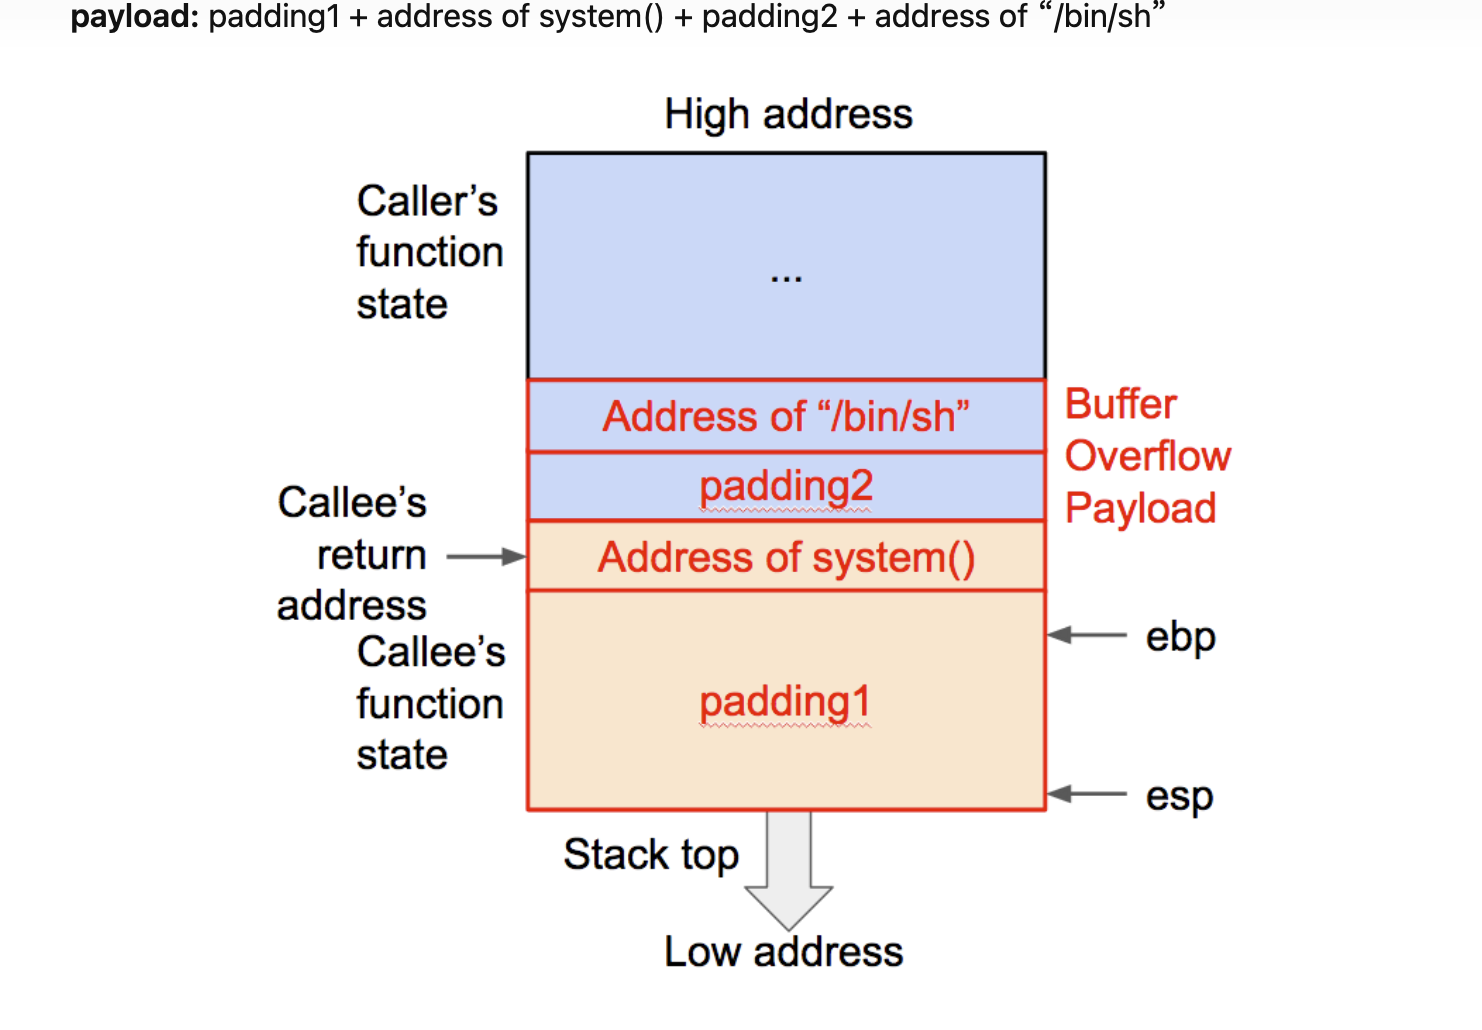 payload: padding1 + address of system() + padding2 + address of “/bin/sh”
High address
Caller’s
function
state
...
Address of “/bin/sh”
Buffer
Overflow
Payload
padding2
Callee’s
return
address
Address of system()
Callee’s
function
state
ebp
padding1
esp
Stack top
Low address